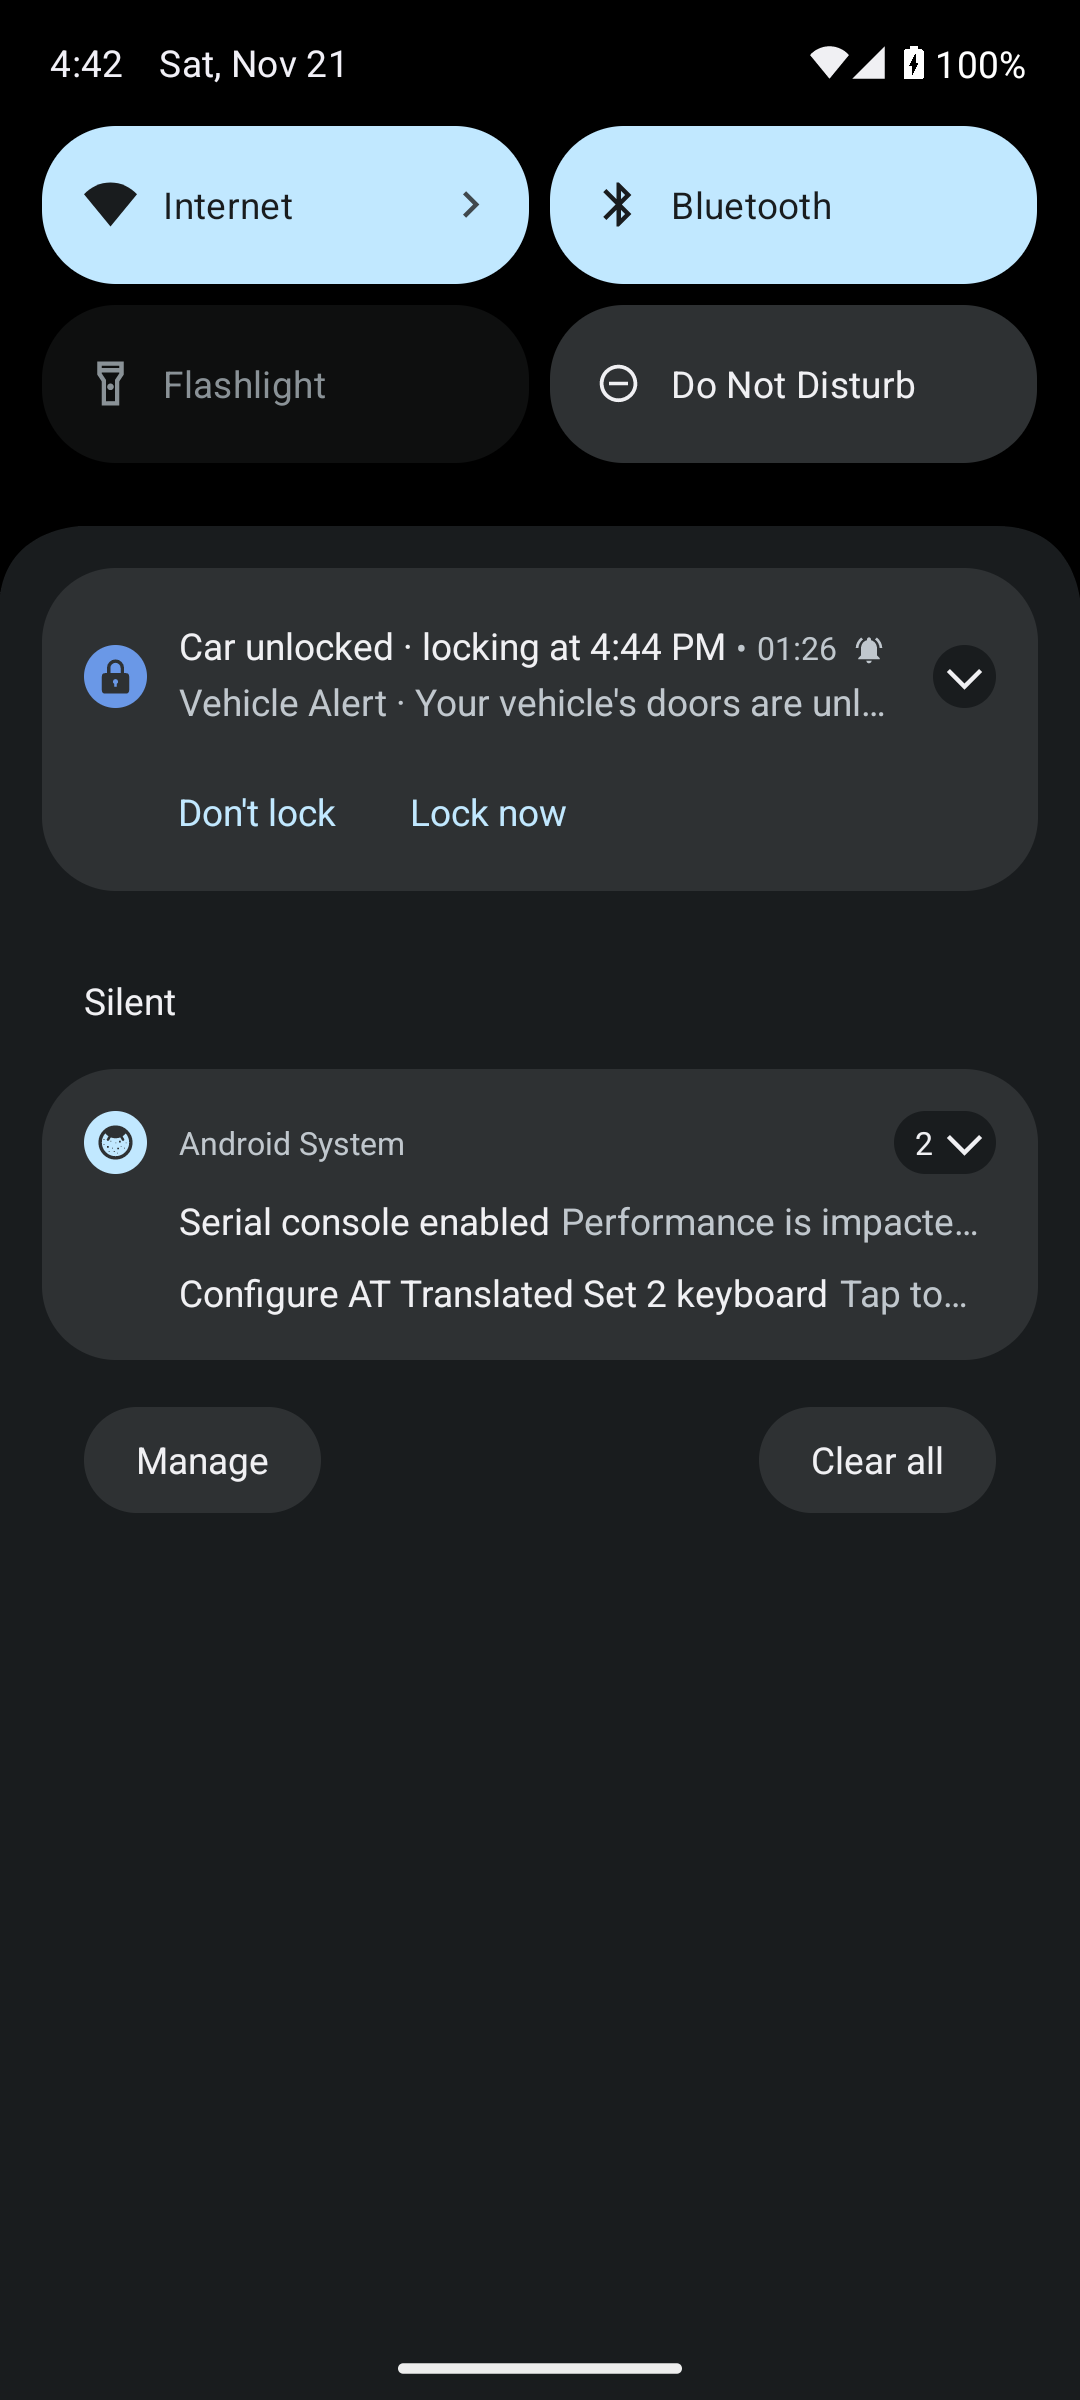 4:42 Sat, Nov 21 100%
Internet
Bluetooth
Flashlight
Do Not Disturb
Car unlocked · locking at 4:44 PM • 01:26
Vehicle Alert · Your vehicle's doors are unl…
Don't lock Lock now
Silent
Android System 2
Serial console enabled Performance is impacte…
Configure AT Translated Set 2 keyboard Tap to…
Manage Clear all